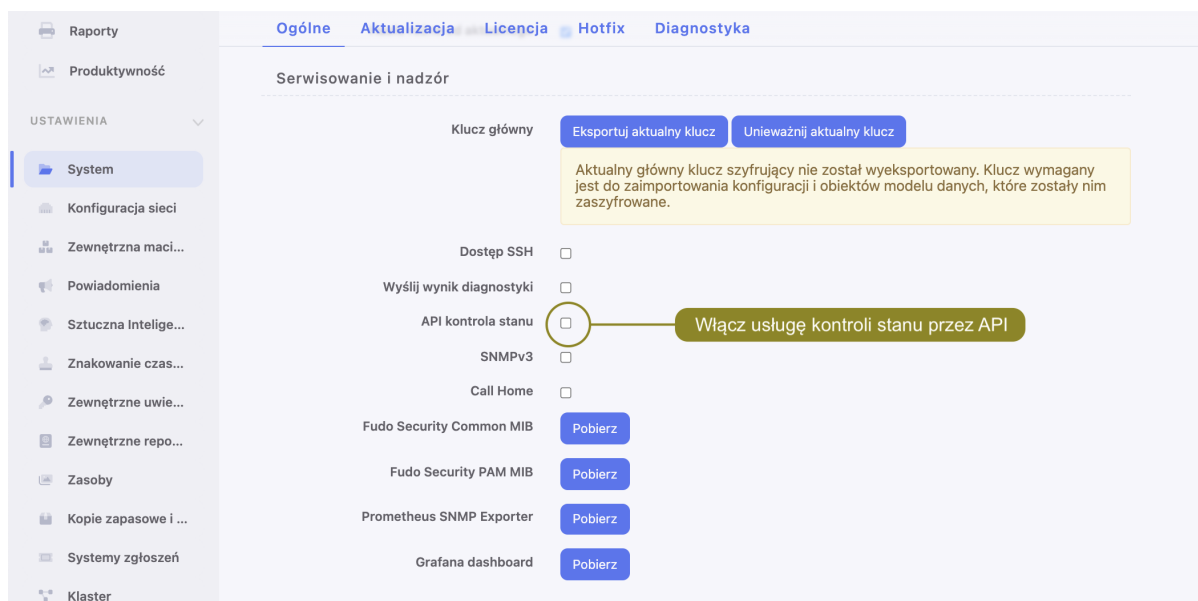 Raporty
Produktywność
USTAWIENIA
System
Konfiguracja sieci
Zewnętrzna maci...
Powiadomienia
Sztuczna Intelige...
Znakowanie czas...
Zewnętrzne uwie...
Zewnętrzne repo...
Zasoby
Kopie zapasowe i ...
Systemy zgłoszeń
Klaster
Ogólne Aktualizacja Licencja Hotfix Diagnostyka
Serwisowanie i nadzór
Klucz główny Eksportuj aktualny klucz Unieważnij aktualny klucz
Aktualny główny klucz szyfrujący nie został wyeksportowany. Klucz wymagany
jest do zaimportowania konfiguracji i obiektów modelu danych, które zostały nim
zaszyfrowane.
Dostęp SSH
Wyślij wynik diagnostyki
API kontrola stanu Włącz usługę kontroli stanu przez API
SNMPv3
Call Home
Fudo Security Common MIB Pobierz
Fudo Security PAM MIB Pobierz
Prometheus SNMP Exporter Pobierz
Grafana dashboard Pobierz